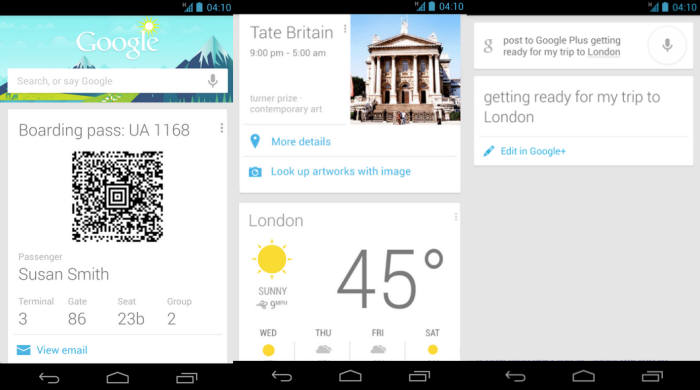 H 04:10
Google
Search, or say Google
Boarding pass: UA 1168
Passenger
Susan Smith
Terminal Gate Seat Group
3 86 23b 2
View email
H 04:10
Tate Britain
9:00 pm - 5:00 am
turner prize ·
contemporary art
More details
Look up artworks with image
London
SUNNY
9MPH
45°
WED THU FRI SAT
H 04:10
g
post to Google Plus getting
ready for my trip to London
getting ready for my trip to
London
Edit in Google+